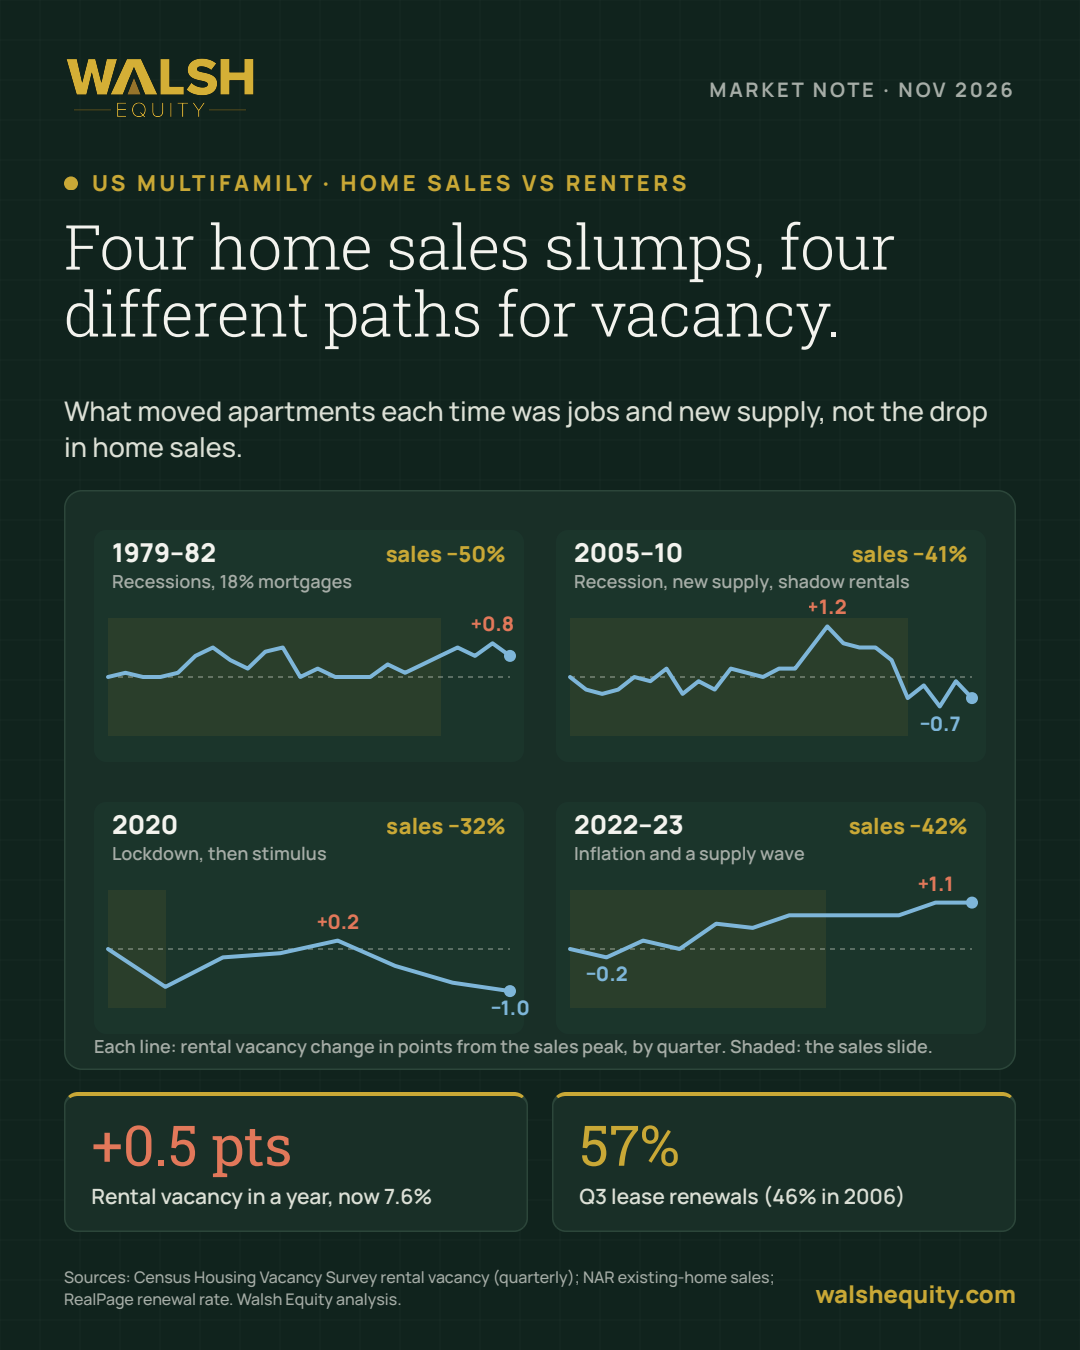 WALSH
EQUITY
MARKET NOTE · NOV 2026
US MULTIFAMILY · HOME SALES VS RENTERS
Four home sales slumps, four
different paths for vacancy.
What moved apartments each time was jobs and new supply, not the drop
in home sales.
1979–82
sales −50%
Recessions, 18% mortgages
+0.8
2005–10
sales −41%
Recession, new supply, shadow rentals
+1.2
−0.7
2020
sales −32%
Lockdown, then stimulus
+0.2
−1.0
2022–23
sales −42%
Inflation and a supply wave
+1.1
−0.2
Each line: rental vacancy change in points from the sales peak, by quarter. Shaded: the sales slide.
+0.5 pts
Rental vacancy in a year, now 7.6%
57%
Q3 lease renewals (46% in 2006)
Sources: Census Housing Vacancy Survey rental vacancy (quarterly); NAR existing-home sales;
RealPage renewal rate. Walsh Equity analysis.
walshequity.com